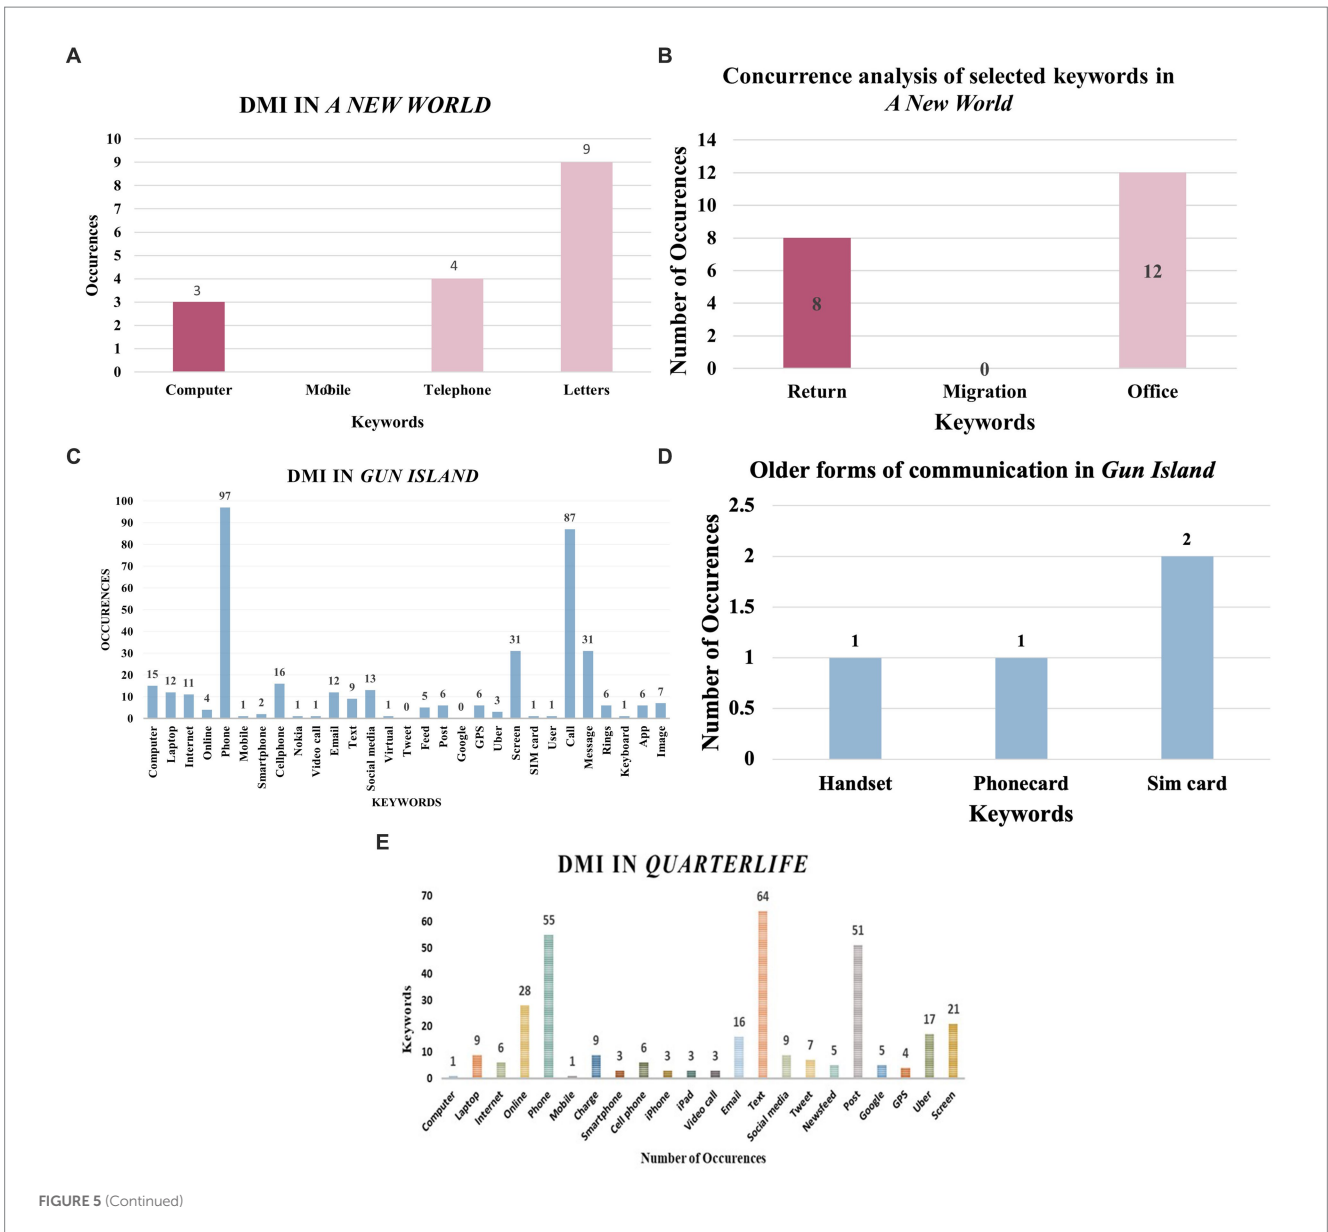 A
DMI IN A NEW WORLD
10
9
8
7
6
5
4
3
2
1
0
Occurences
3
0
4
9
Computer
Mobile
Telephone
Letters
Keywords
B
Concurrence analysis of selected keywords in
A New World
14
12
10
8
6
4
2
0
Number of Occurences
8
0
12
Return
Migration
Office
Keywords
C
DMI IN GUN ISLAND
100
90
80
70
60
50
40
30
20
10
0
OCCURENCES
15
12
11
4
97
1
2
16
1
1
12
9
13
1
0
5
6
0
6
3
31
1
1
87
31
6
1
6
7
Computer
Laptop
Internet
Online
Phone
Mobile
Smartphone
Cellphone
Nokia
Video call
Email
Text
Social media
Virtual
Tweet
Feed
Post
Google
GPS
Uber
Screen
SIM card
User
Call
Message
Rings
Keyboard
App
Image
KEYWORDS
D
Older forms of communication in Gun Island
2.5
2
1.5
1
0.5
0
Number of Occurences
1
1
2
Handset
Phonecard
Sim card
Keywords
E
DMI IN QUARTERLIFE
70
60
50
40
30
20
10
0
Keywords
1
9
6
28
55
1
9
3
6
3
3
3
16
64
9
7
5
51
5
4
17
21
Computer
Laptop
Internet
Online
Phone
Mobile
Charge
Smartphone
Cell phone
iPhone
iPad
Video call
Email
Text
Social media
Tweet
Newsfeed
Post
Google
GPS
Uber
Screen
Number of Occurences
FIGURE 5 (Continued)